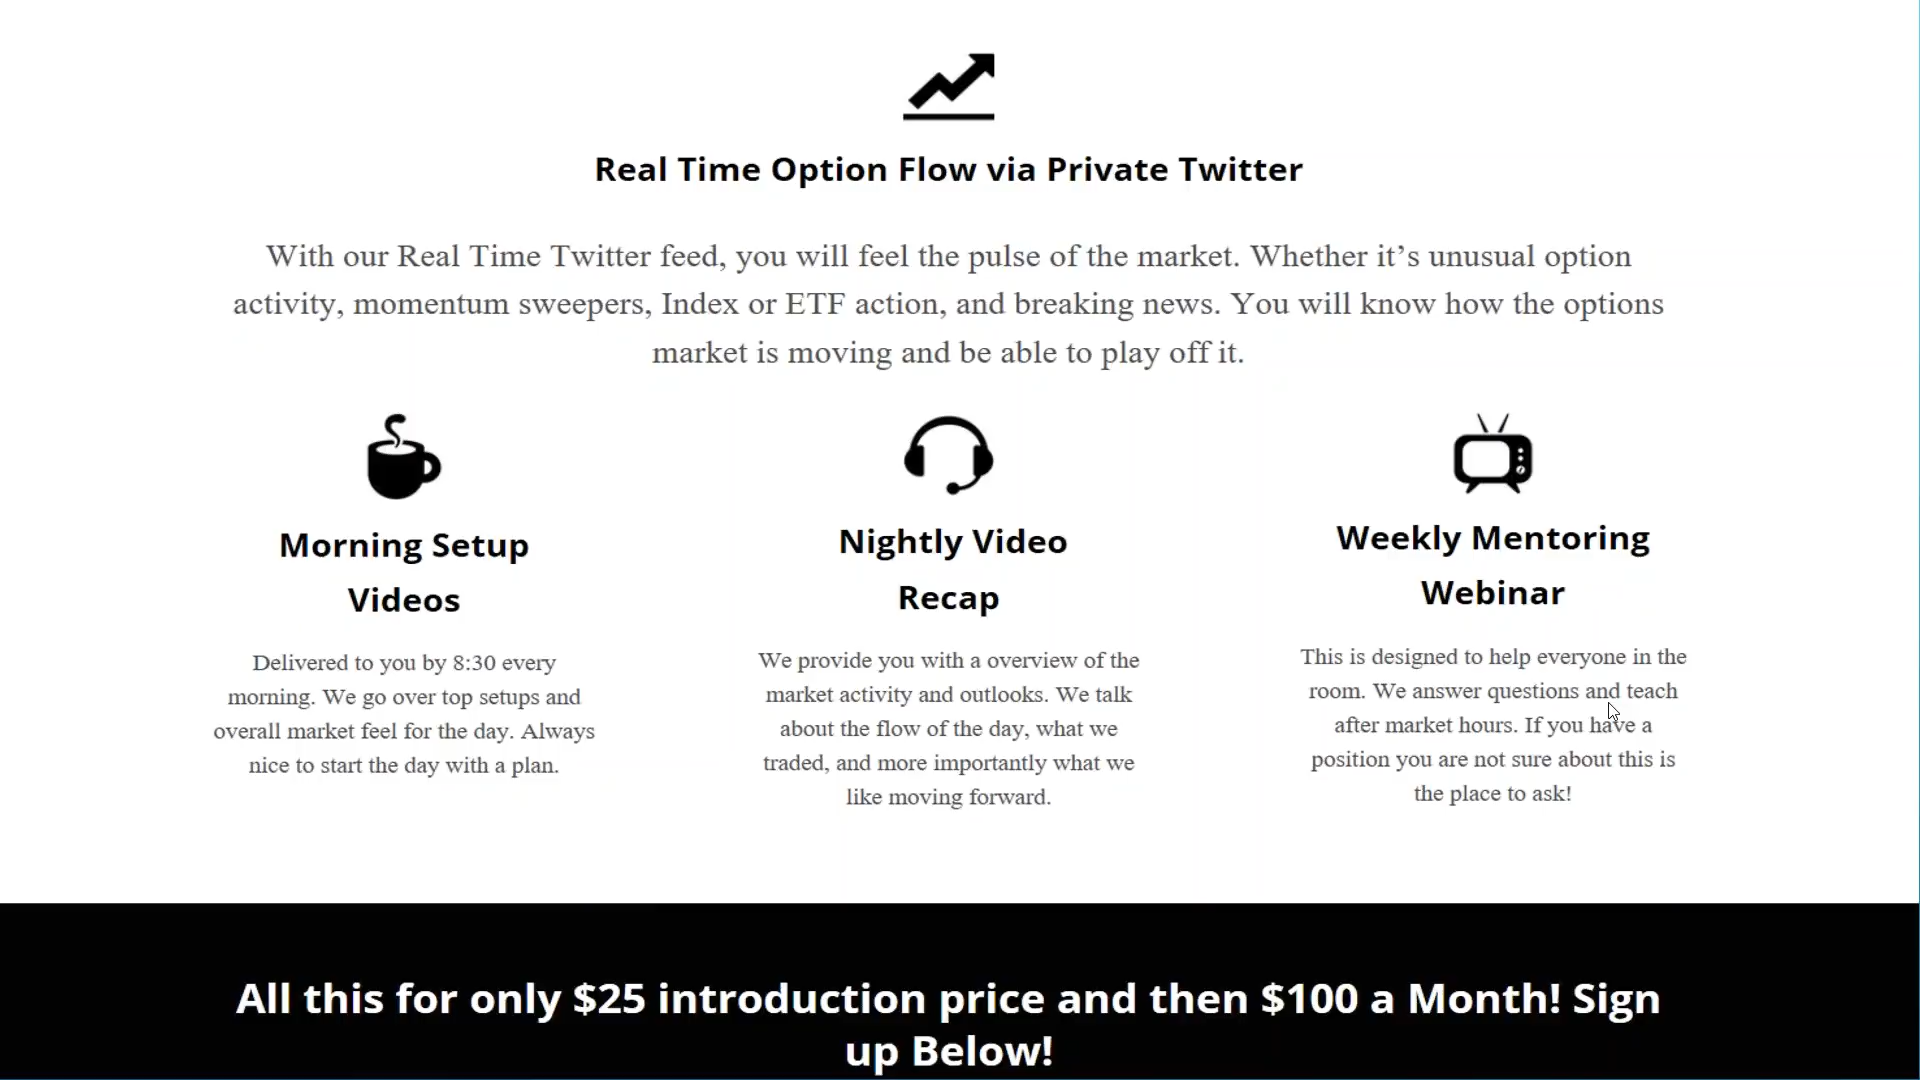 Real Time Option Flow via Private Twitter
With our Real Time Twitter feed, you will feel the pulse of the market. Whether it’s unusual option
activity, momentum sweepers, Index or ETF action, and breaking news. You will know how the options
market is moving and be able to play off it.
Morning Setup
Videos
Delivered to you by 8:30 every
morning. We go over top setups and
overall market feel for the day. Always
nice to start the day with a plan.
Nightly Video
Recap
We provide you with a overview of the
market activity and outlooks. We talk
about the flow of the day, what we
traded, and more importantly what we
like moving forward.
Weekly Mentoring
Webinar
This is designed to help everyone in the
room. We answer questions and teach
after market hours. If you have a
position you are not sure about this is
the place to ask!
All this for only $25 introduction price and then $100 a Month! Sign
up Below!